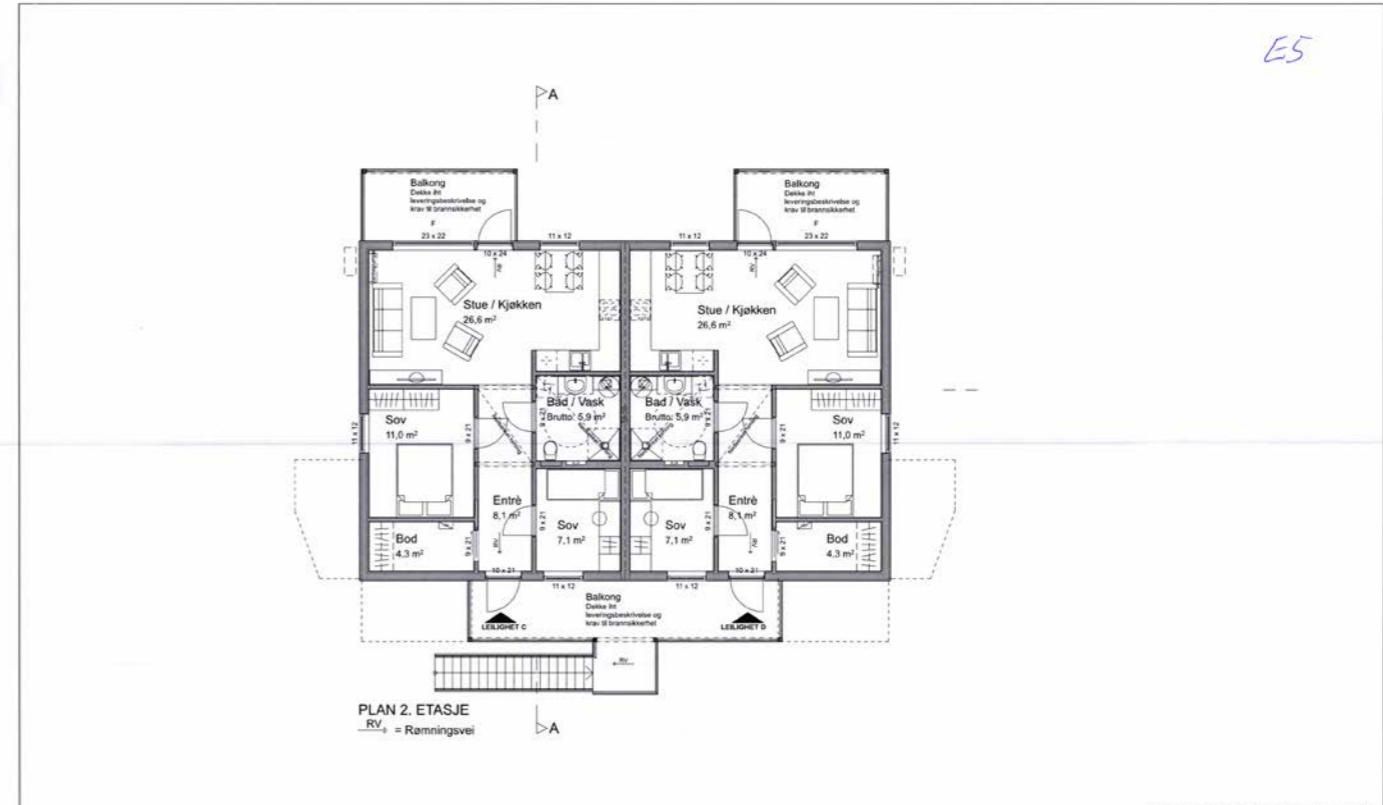 E5
A
Balkong
Dekke iht
leveringsbeskrivelse og
krav til brannsikkerhet
F
23 x 22
11 x 12
10 x 24
RV
Stue / Kjøkken
26,6 m²
Balkong
Dekke iht
leveringsbeskrivelse og
krav til brannsikkerhet
F
11 x 12
23 x 22
10 x 24
RV
Stue / Kjøkken
26,6 m²
Sov
11,0 m²
11 x 12
9 x 21
Bad / Vask
Brutto: 5,9 m²
9 x 21
Bad / Vask
Brutto: 5,9 m²
9 x 21
Sov
11,0 m²
9 x 21
11 x 12
Entrè
8,1 m²
RV
Sov
7,1 m²
9 x 21
Sov
7,1 m²
9 x 21
Entrè
8,1 m²
RV
Bod
4,3 m²
9 x 21
Bod
4,3 m²
9 x 21
10 x 21
11 x 12
11 x 12
10 x 21
Balkong
Dekke iht
leveringsbeskrivelse og
krav til brannsikkerhet
LEILIGHET C
LEILIGHET D
RV
PLAN 2. ETASJE
RV = Rømningsvei
A